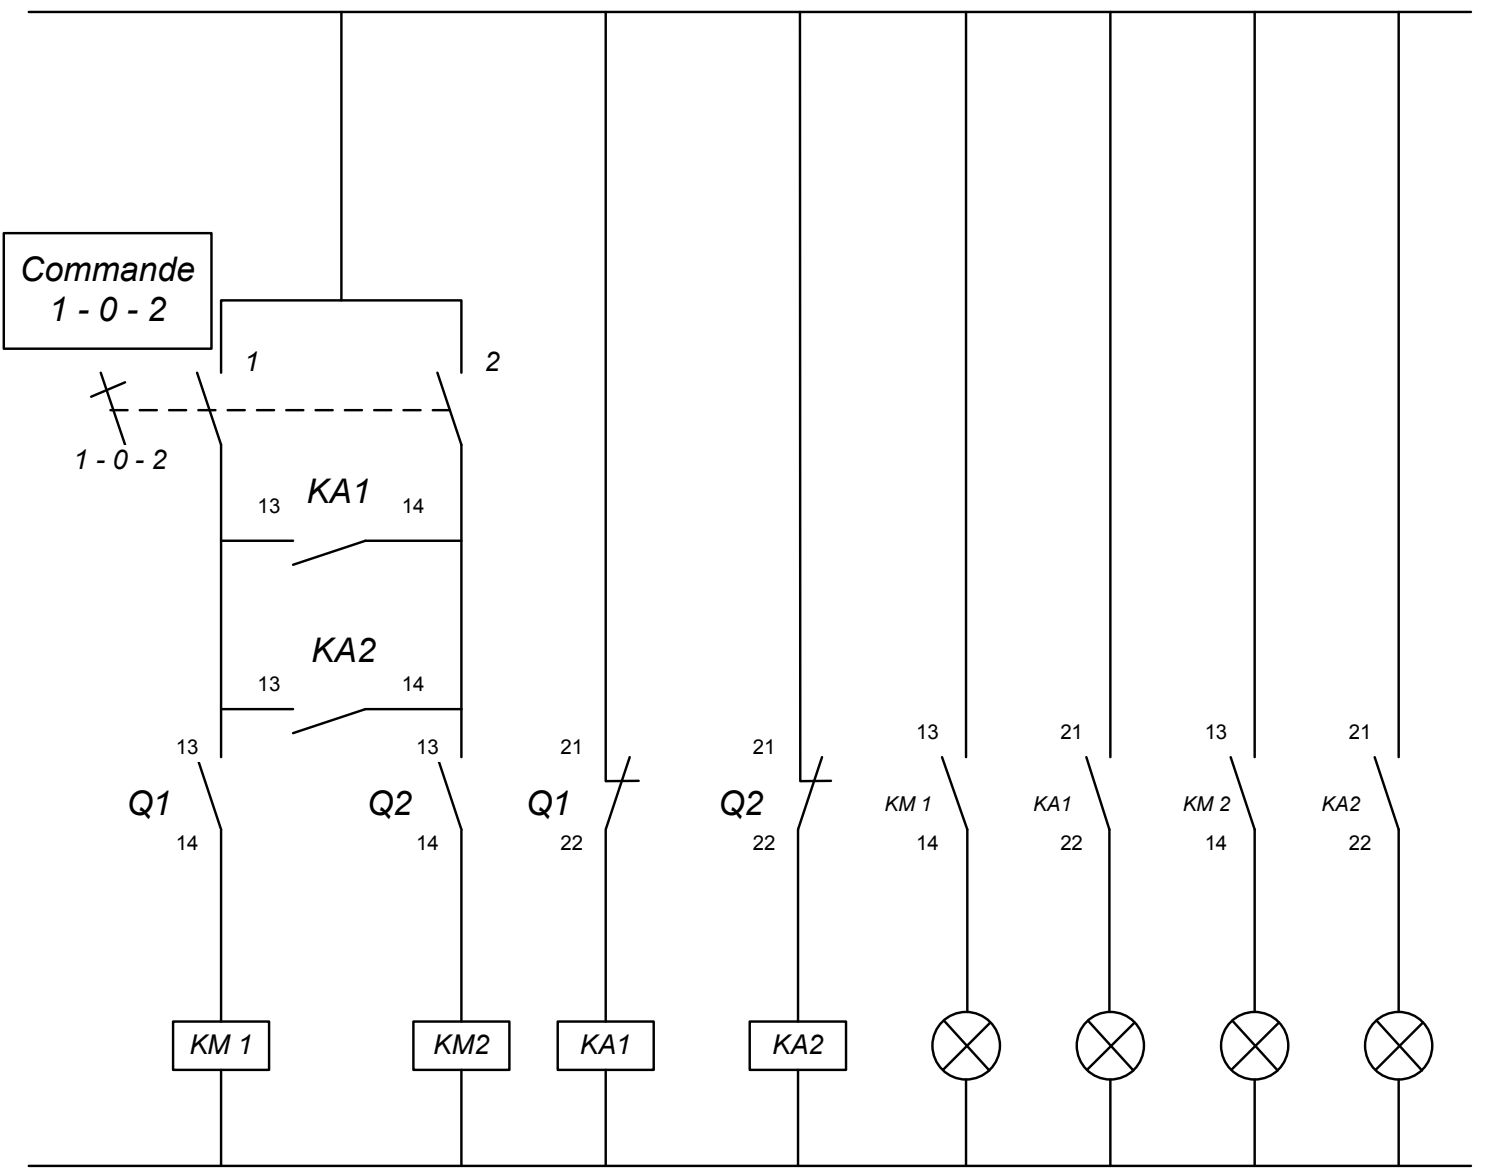 Commande
1 - 0 - 2
1
2
1 - 0 - 2
13 KA1 14
KA2
13 14
13 13 21 21 13 21 13 21
Q1 Q2 Q1 Q2 KM 1 KA1 KM 2 KA2
14 14 22 22 14 22 14 22
KM 1 KM2 KA1 KA2